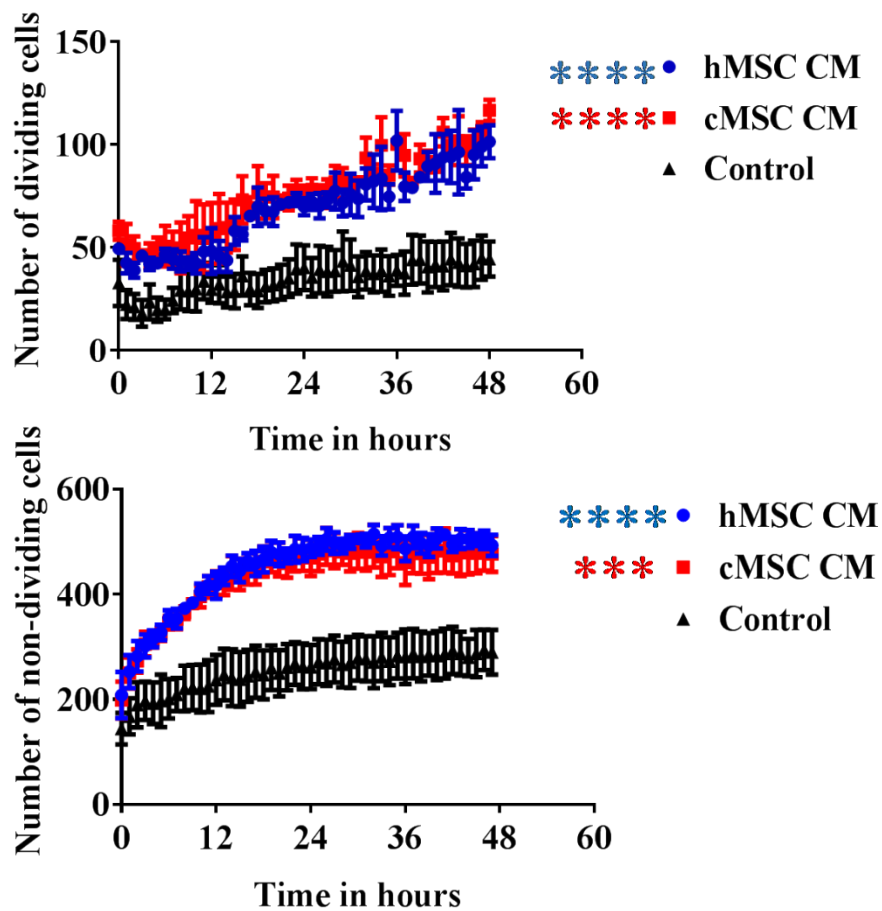 Number of dividing cells
150
100
50
0
0 12 24 36 48 60
Time in hours
**** hMSC CM
**** cMSC CM
Control
Number of non-dividing cells
600
400
200
0
0 12 24 36 48 60
Time in hours
**** hMSC CM
*** cMSC CM
Control